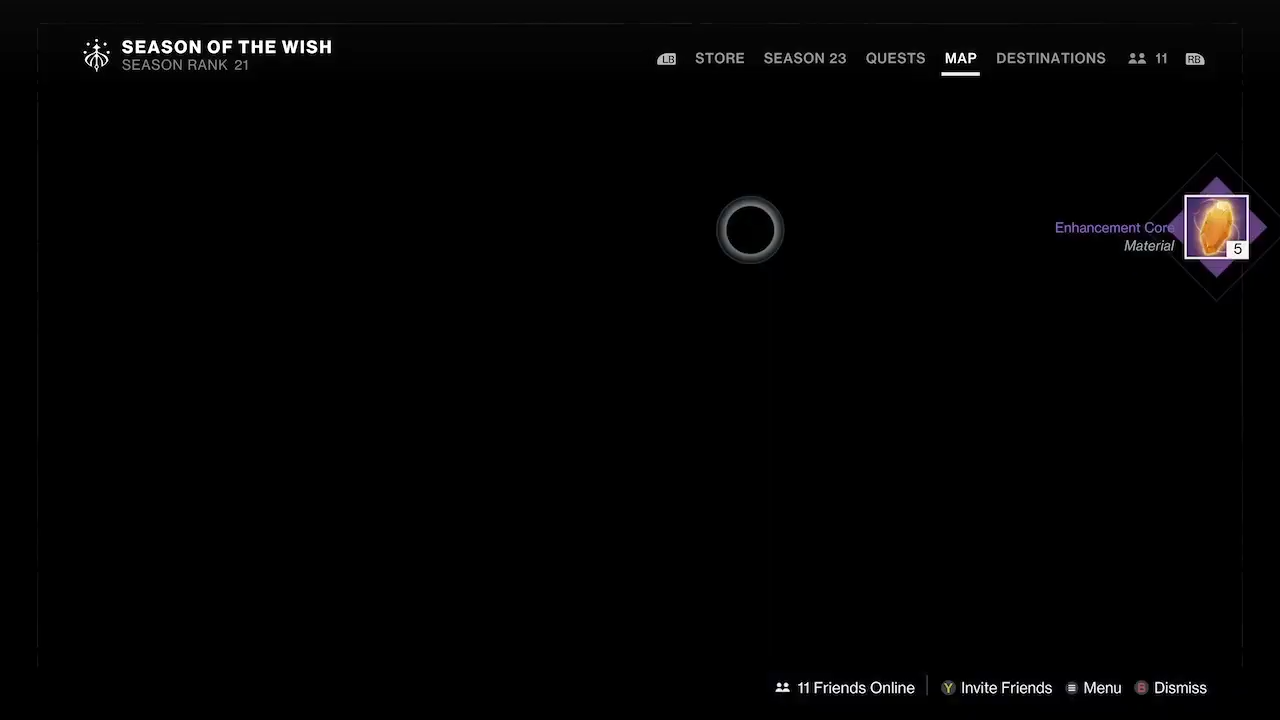 SEASON OF THE WISH
SEASON RANK 21
LB STORE SEASON 23 QUESTS MAP DESTINATIONS 11 RB
Enhancement Core
Material
5
11 Friends Online Y Invite Friends Menu B Dismiss